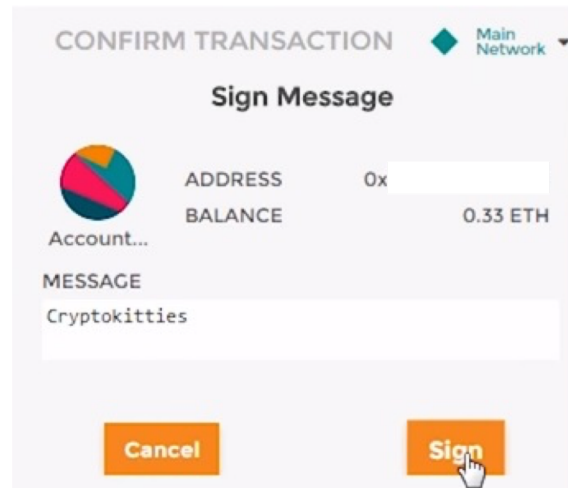 CONFIRM TRANSACTION Main Network
Sign Message
ADDRESS 0x
BALANCE 0.33 ETH
Account...
MESSAGE
Cryptokitties
Cancel Sign